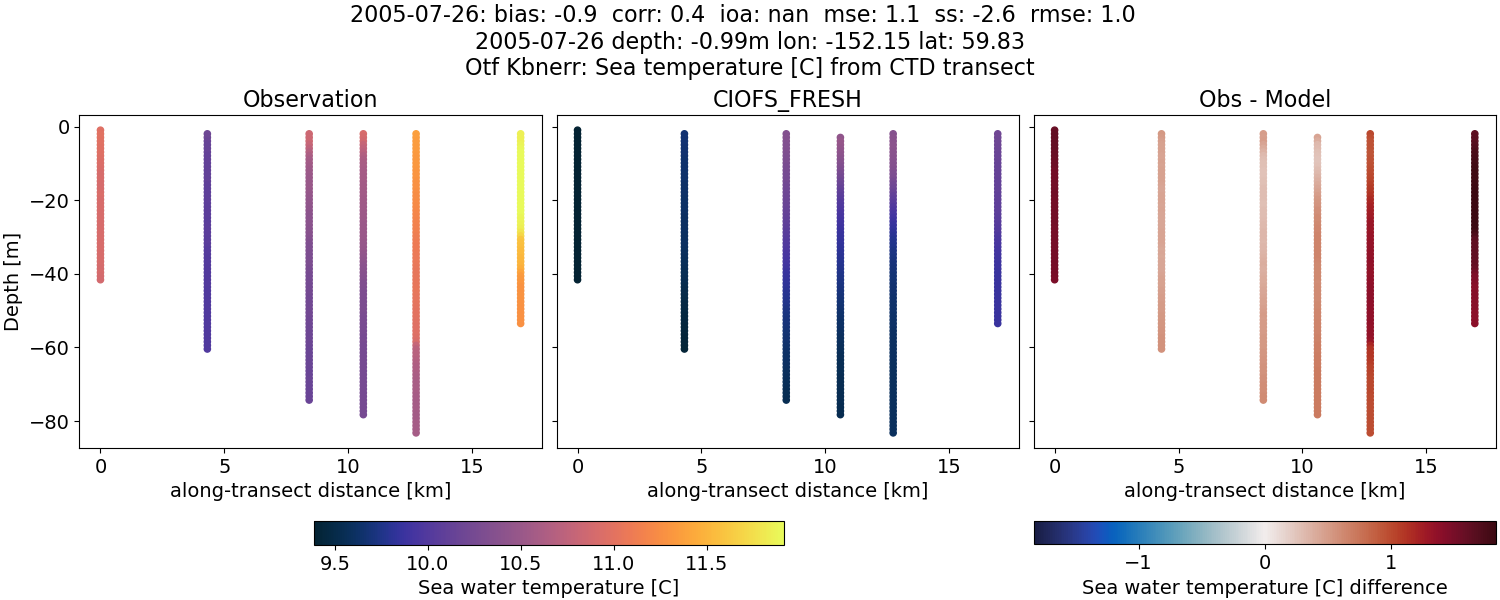 2005-07-26: bias: -0.9  corr: 0.4  ioa: nan  mse: 1.1  ss: -2.6  rmse: 1.0
2005-07-26 depth: -0.99m lon: -152.15 lat: 59.83
Otf Kbnerr: Sea temperature [C] from CTD transect
Observation
CIOFS_FRESH
Obs - Model
Depth [m]
0
−20
−40
−60
−80
0 5 10 15
0 5 10 15
0 5 10 15
along-transect distance [km]
along-transect distance [km]
along-transect distance [km]
9.5 10.0 10.5 11.0 11.5
−1 0 1
Sea water temperature [C]
Sea water temperature [C] difference